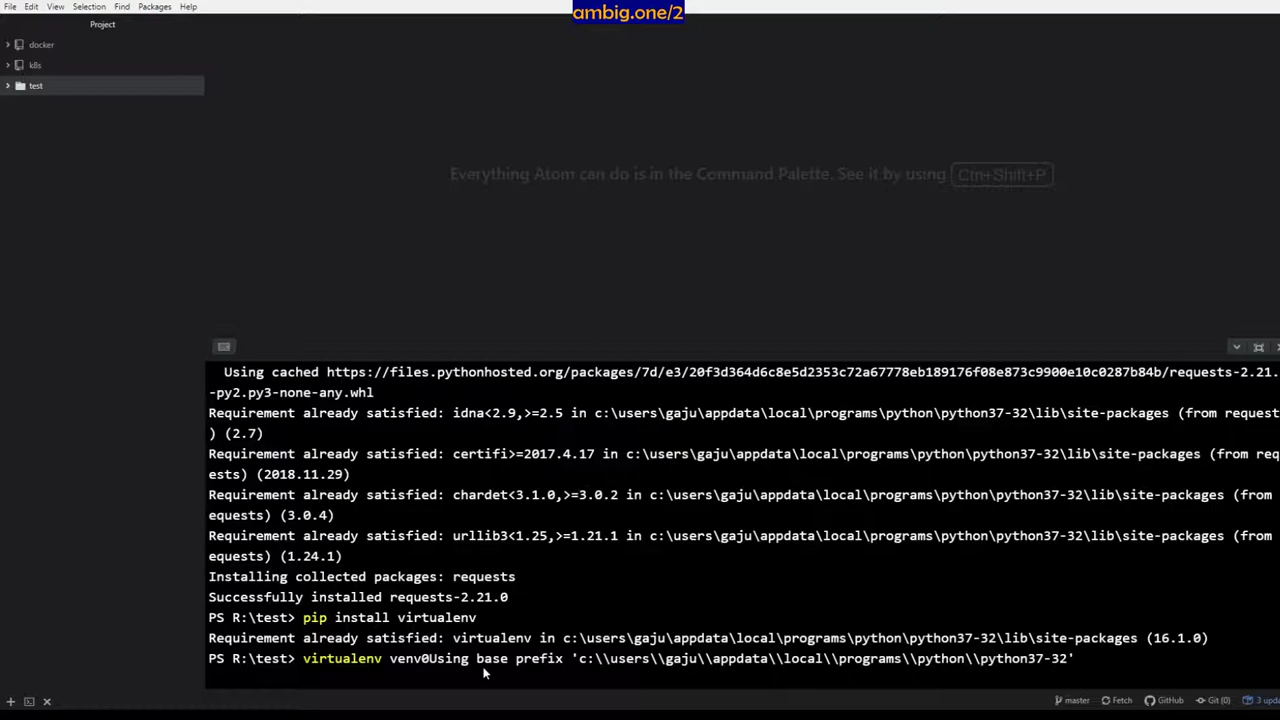 ambig.one/2
File Edit View Selection Find Packages Help
Project
docker
k8s
test
Everything Atom can do is in the Command Palette. See it by using Ctrl+Shift+P
Using cached https://files.pythonhosted.org/packages/7d/e3/20f3d364d6c8e5d2353c72a67778eb189176f08e873c9900e10c0287b84b/requests-2.21.
-py2.py3-none-any.whl
Requirement already satisfied: idna<2.9,>=2.5 in c:\users\gaju\appdata\local\programs\python\python37-32\lib\site-packages (from request
) (2.7)
Requirement already satisfied: certifi>=2017.4.17 in c:\users\gaju\appdata\local\programs\python\python37-32\lib\site-packages (from req
ests) (2018.11.29)
Requirement already satisfied: chardet<3.1.0,>=3.0.2 in c:\users\gaju\appdata\local\programs\python\python37-32\lib\site-packages (from
equests) (3.0.4)
Requirement already satisfied: urllib3<1.25,>=1.21.1 in c:\users\gaju\appdata\local\programs\python\python37-32\lib\site-packages (from
equests) (1.24.1)
Installing collected packages: requests
Successfully installed requests-2.21.0
PS R:\test> pip install virtualenv
Requirement already satisfied: virtualenv in c:\users\gaju\appdata\local\programs\python\python37-32\lib\site-packages (16.1.0)
PS R:\test> virtualenv venv0Using base prefix 'c:\\users\\gaju\\appdata\\local\\programs\\python\\python37-32'
master Fetch GitHub Git (0) 3 upd